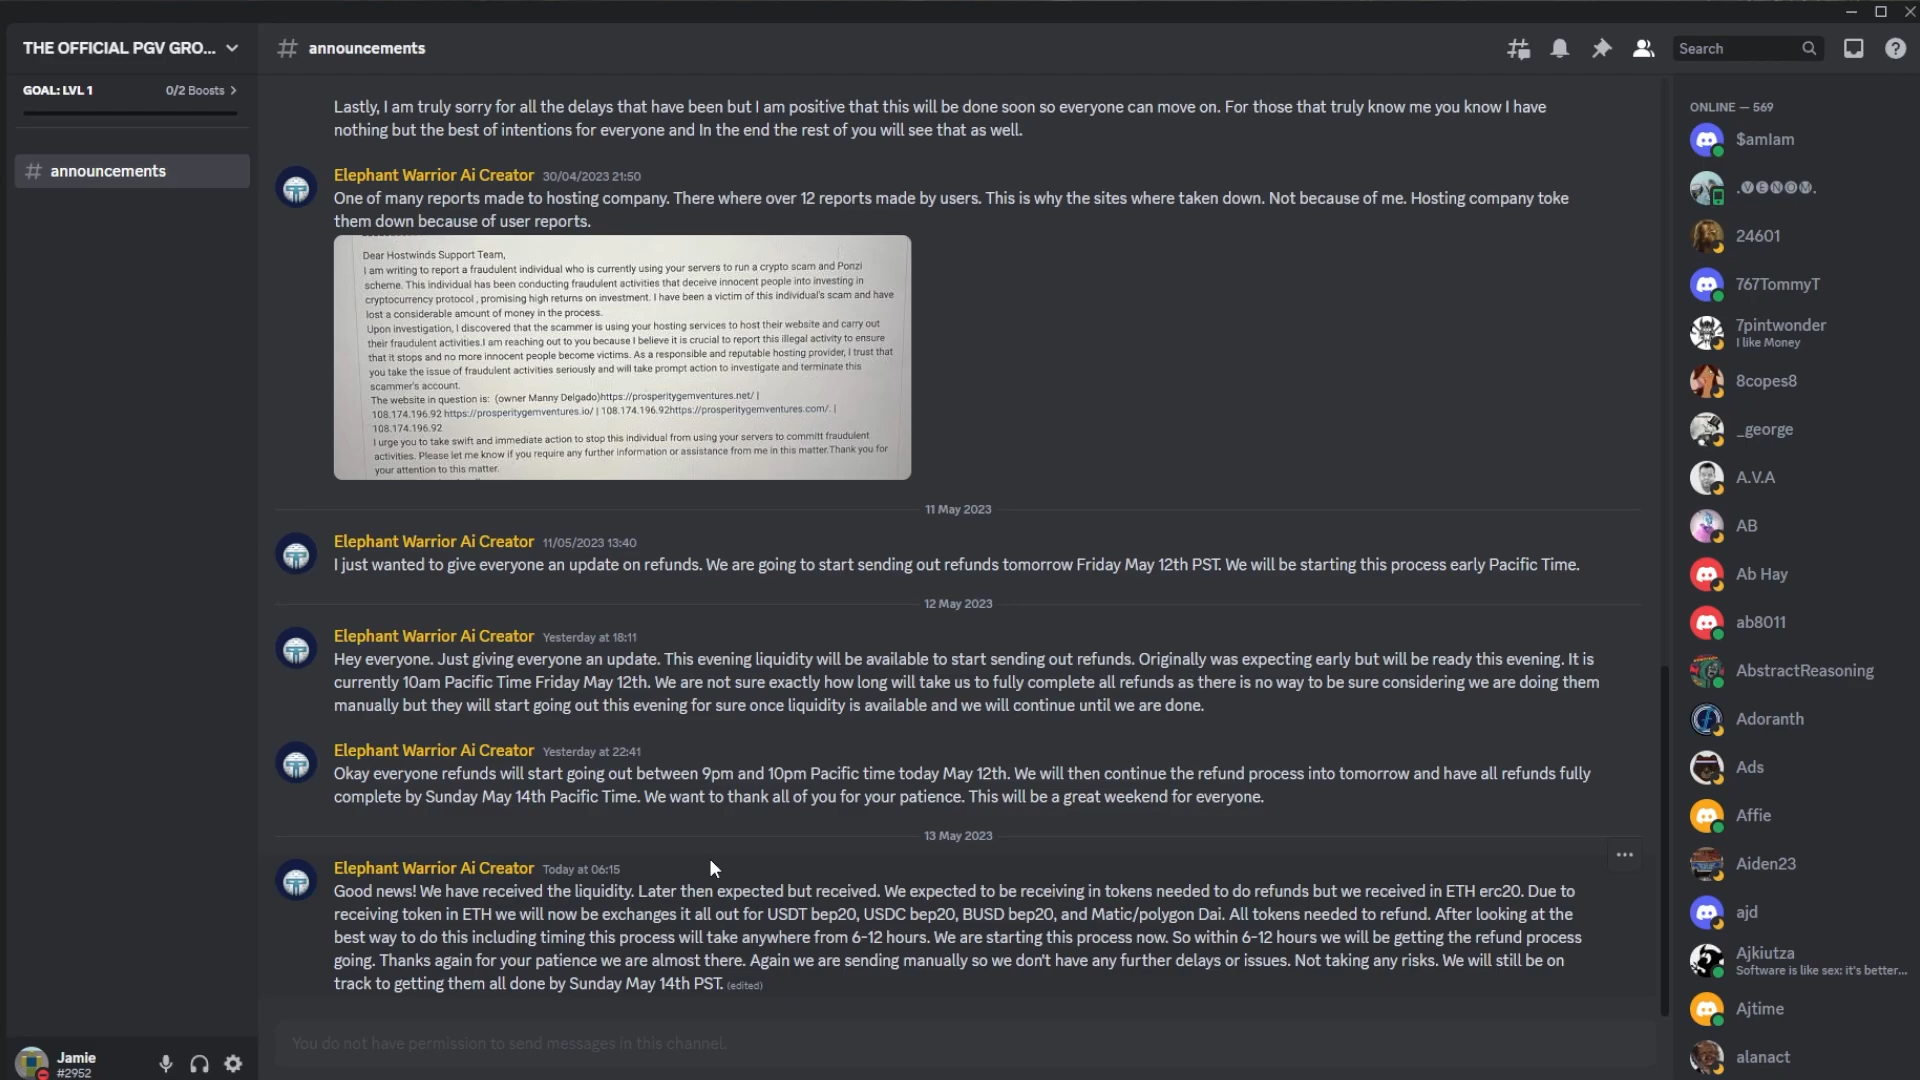 THE OFFICIAL PGV GRO...
# announcements
Search
GOAL: LVL 1
0/2 Boosts >
# announcements
Lastly, I am truly sorry for all the delays that have been but I am positive that this will be done soon so everyone can move on. For those that truly know me you know I have
nothing but the best of intentions for everyone and In the end the rest of you will see that as well.
Elephant Warrior Ai Creator 30/04/2023 21:50
One of many reports made to hosting company. There where over 12 reports made by users. This is why the sites where taken down. Not because of me. Hosting company toke
them down because of user reports.
Dear Hostwinds Support Team,
I am writing to report a fraudulent individual who is currently using your servers to run a crypto scam and Ponzi
scheme. This individual has been conducting fraudulent activities that deceive innocent people into investing in
cryptocurrency protocol , promising high returns on investment. I have been a victim of this individual's scam and have
lost a considerable amount of money in the process.
Upon investigation, I discovered that the scammer is using your hosting services to host their website and carry out
their fraudulent activities.I am reaching out to you because I believe it is crucial to report this illegal activity to ensure
that it stops and no more innocent people become victims. As a responsible and reputable hosting provider, I trust that
you take the issue of fraudulent activities seriously and will take prompt action to investigate and terminate this
scammer's account.
The website in question is: (owner Manny Delgado)https://prosperitygemventures.net/ |
108.174.196.92 https://prosperitygemventures.io/ | 108.174.196.92https://prosperitygemventures.com/. |
108.174.196.92
I urge you to take swift and immediate action to stop this individual from using your servers to committ fraudulent
activities. Please let me know if you require any further information or assistance from me in this matter.Thank you for
your attention to this matter.
11 May 2023
Elephant Warrior Ai Creator 11/05/2023 13:40
I just wanted to give everyone an update on refunds. We are going to start sending out refunds tomorrow Friday May 12th PST. We will be starting this process early Pacific Time.
12 May 2023
Elephant Warrior Ai Creator Yesterday at 18:11
Hey everyone. Just giving everyone an update. This evening liquidity will be available to start sending out refunds. Originally was expecting early but will be ready this evening. It is
currently 10am Pacific Time Friday May 12th. We are not sure exactly how long will take us to fully complete all refunds as there is no way to be sure considering we are doing them
manually but they will start going out this evening for sure once liquidity is available and we will continue until we are done.
Elephant Warrior Ai Creator Yesterday at 22:41
Okay everyone refunds will start going out between 9pm and 10pm Pacific time today May 12th. We will then continue the refund process into tomorrow and have all refunds fully
complete by Sunday May 14th Pacific Time. We want to thank all of you for your patience. This will be a great weekend for everyone.
13 May 2023
Elephant Warrior Ai Creator Today at 06:15
Good news! We have received the liquidity. Later then expected but received. We expected to be receiving in tokens needed to do refunds but we received in ETH erc20. Due to
receiving token in ETH we will now be exchanges it all out for USDT bep20, USDC bep20, BUSD bep20, and Matic/polygon Dai. All tokens needed to refund. After looking at the
best way to do this including timing this process will take anywhere from 6-12 hours. We are starting this process now. So within 6-12 hours we will be getting the refund process
going. Thanks again for your patience we are almost there. Again we are sending manually so we don't have any further delays or issues. Not taking any risks. We will still be on
track to getting them all done by Sunday May 14th PST. (edited)
You do not have permission to send messages in this channel.
Jamie
#2952
ONLINE — 569
$amIam
.🅥🅔🅝🅞🅜.
24601
767TommyT
7pintwonder
I like Money
8copes8
_george
A.V.A
AB
Ab Hay
ab8011
AbstractReasoning
Adoranth
Ads
Affie
Aiden23
ajd
Ajkiutza
Software is like sex: it's better...
Ajtime
alanact